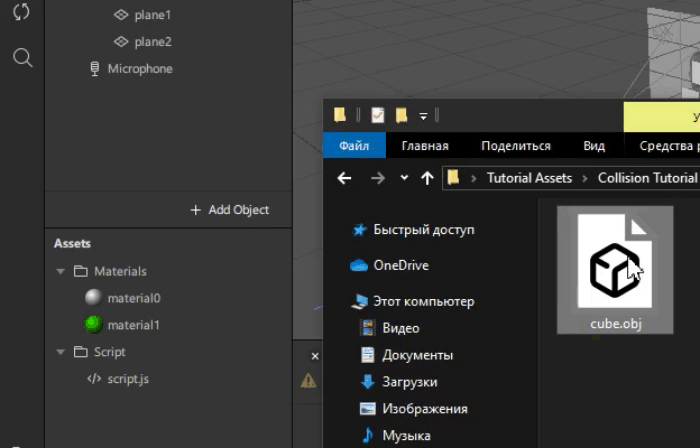 plane1
plane2
Microphone
+ Add Object
Assets
Materials
material0
material1
Script
script.js
Файл Главная Поделиться Вид Средства
Tutorial Assets > Collision Tutorial
Быстрый доступ
OneDrive
Этот компьютер
Видео
Документы
Загрузки
Изображения
Музыка
cube.obj